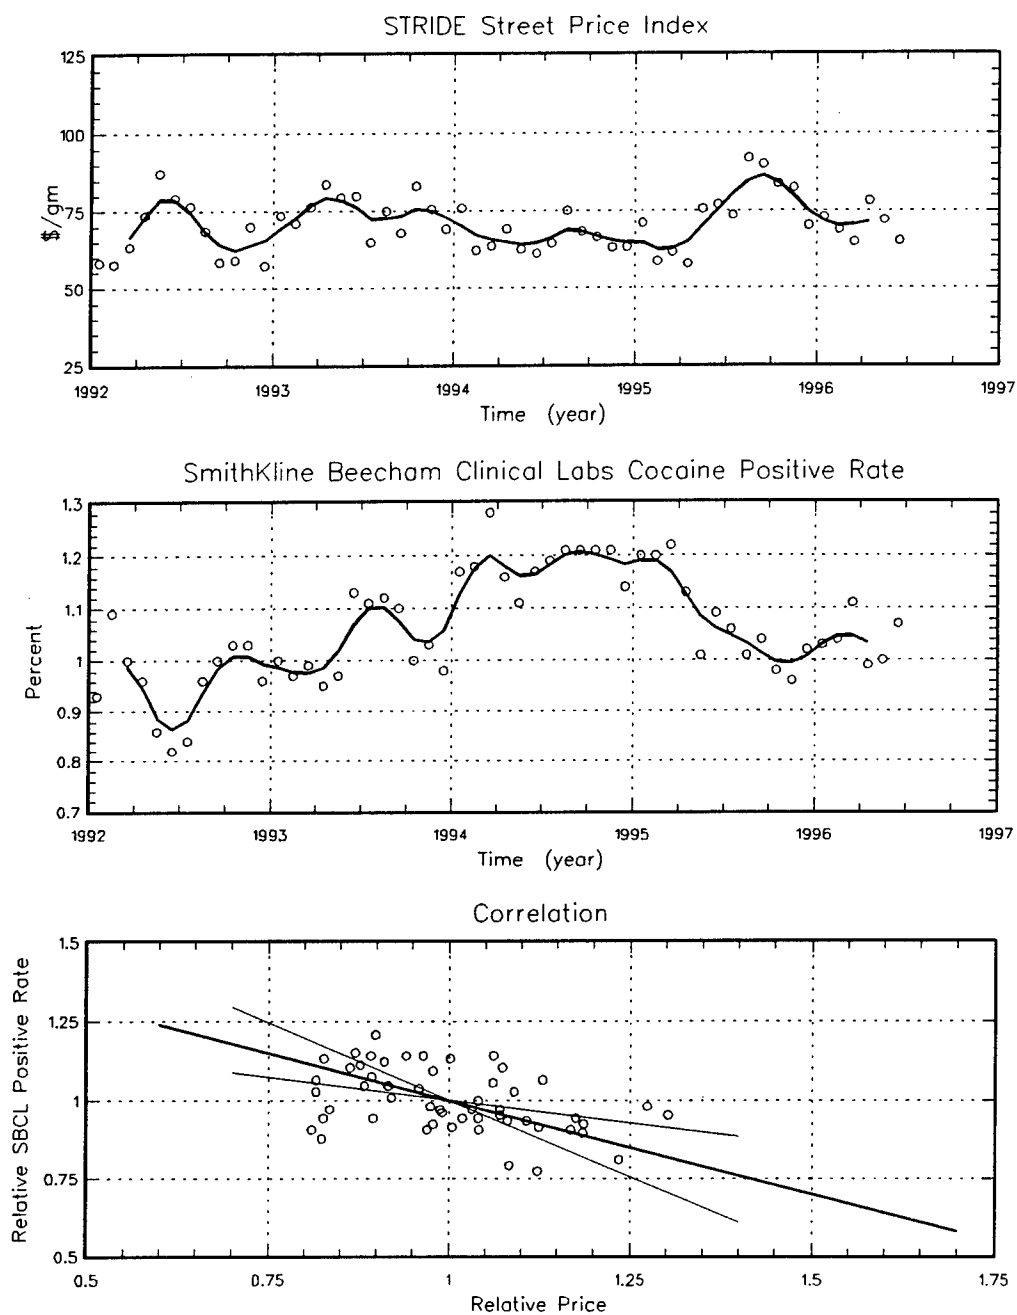 STRIDE Street Price Index
125
100
75
50
25
$/gm
1992 1993 1994 1995 1996 1997
Time (year)
SmithKline Beecham Clinical Labs Cocaine Positive Rate
1.3
1.2
1.1
1
0.9
0.8
0.7
Percent
1992 1993 1994 1995 1996 1997
Time (year)
Correlation
1.5
1.25
1
0.75
0.5
Relative SBCL Positive Rate
0.5 0.75 1 1.25 1.5 1.75
Relative Price